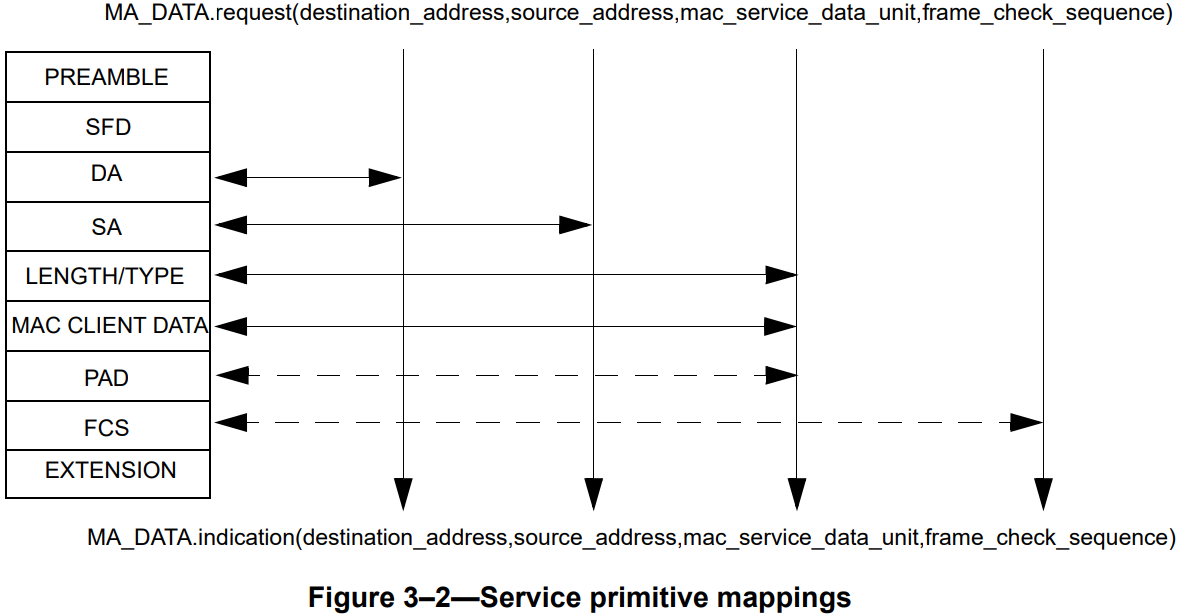 MA_DATA.request(destination_address,source_address,mac_service_data_unit,frame_check_sequence)
PREAMBLE
SFD
DA
SA
LENGTH/TYPE
MAC CLIENT DATA
PAD
FCS
EXTENSION
MA_DATA.indication(destination_address,source_address,mac_service_data_unit,frame_check_sequence)
Figure 3–2—Service primitive mappings